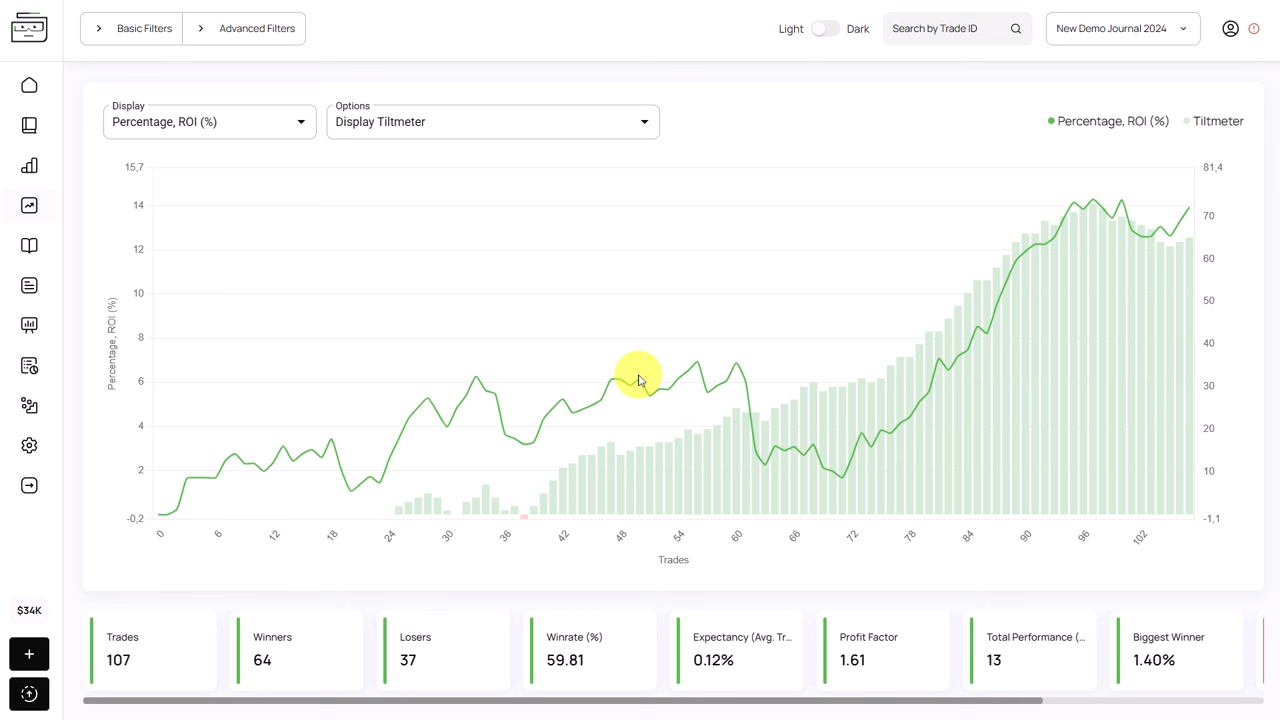 Basic Filters
Advanced Filters
Light
Dark
Search by Trade ID
New Demo Journal 2024
Display
Percentage, ROI (%)
Options
Display Tiltmeter
Percentage, ROI (%)
Tiltmeter
15,7
14
12
10
8
6
4
2
-0,2
Percentage, ROI (%)
81,4
70
60
50
40
30
20
10
-1,1
0
6
12
18
24
30
36
42
48
54
60
66
72
78
84
90
96
102
Trades
$34K
Trades
107
Winners
64
Losers
37
Winrate (%)
59.81
Expectancy (Avg. Tr...
0.12%
Profit Factor
1.61
Total Performance (...
13
Biggest Winner
1.40%